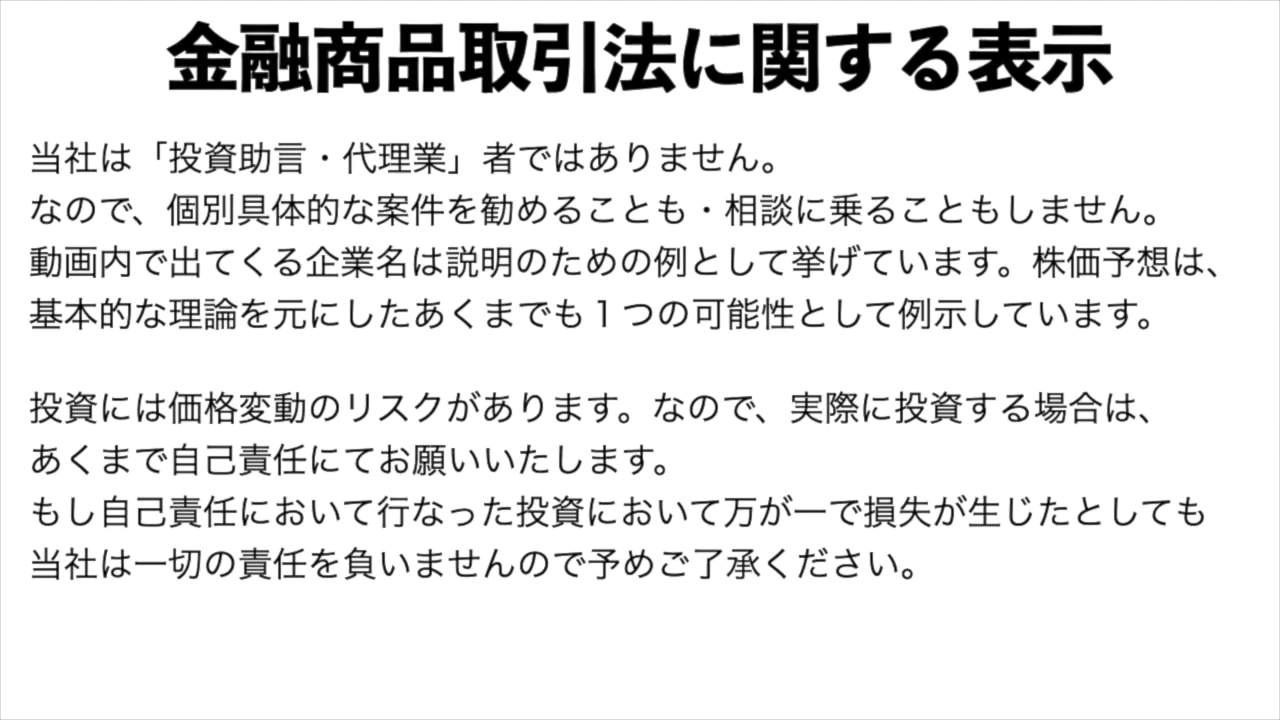 金融商品取引法に関する表示
当社は「投資助言・代理業」者ではありません。
なので、個別具体的な案件を勧めることも・相談に乗ることもしません。
動画内で出てくる企業名は説明のための例として挙げています。株価予想は、
基本的な理論を元にしたあくまでも１つの可能性として例示しています。
投資には価格変動のリスクがあります。なので、実際に投資する場合は、
あくまで自己責任にてお願いいたします。
もし自己責任において行なった投資において万が一で損失が生じたとしても
当社は一切の責任を負いませんので予めご了承ください。